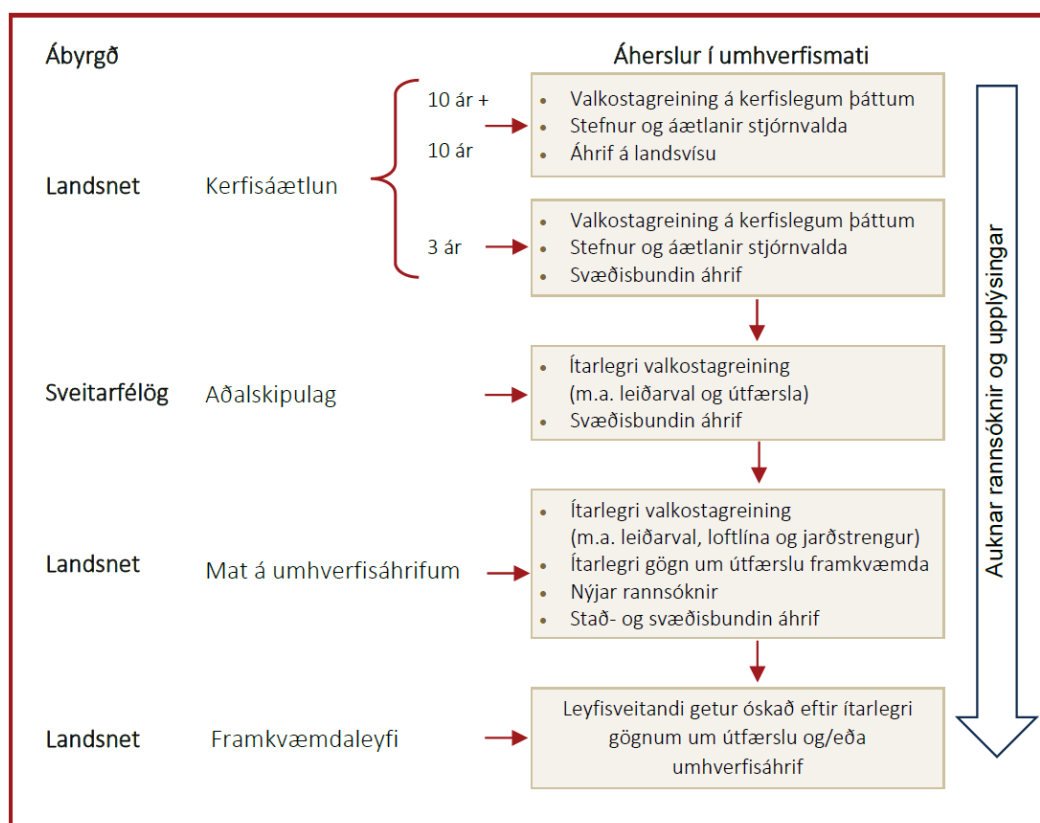 Ábyrgð
Áherslur í umhverfismati
10 ár +
10 ár
• Valkostagreining á kerfislegum þáttum
• Stefnur og áætlanir stjórnvalda
• Áhrif á landsvísu
Landsnet
Kerfisáætlun
3 ár
• Valkostagreining á kerfislegum þáttum
• Stefnur og áætlanir stjórnvalda
• Svæðisbundin áhrif
Sveitarfélög
Aðalskipulag
• Ítarlegri valkostagreining
(m.a. leiðarval og útfærsla)
• Svæðisbundin áhrif
Landsnet
Mat á umhverfisáhrifum
• Ítarlegri valkostagreining
(m.a. leiðarval, loftlína og jarðstrengur)
• Ítarlegri gögn um útfærslu framkvæmda
• Nýjar rannsóknir
• Stað- og svæðisbundin áhrif
Landsnet
Framkvæmdaleyfi
Leyfisveitandi getur óskað eftir ítarlegri
gögnum um útfærslu og/eða
umhverfisáhrif
Auknar rannsóknir og upplýsingar